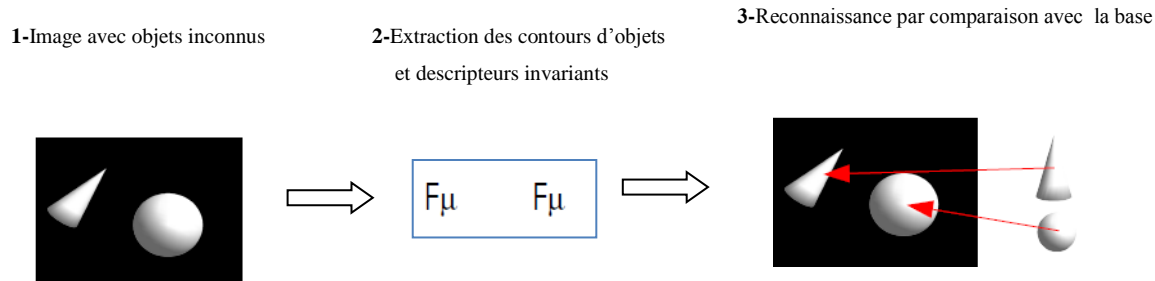 1-Image avec objets inconnus
2-Extraction des contours d’objets
et descripteurs invariants
Fμ Fμ
3-Reconnaissance par comparaison avec la base